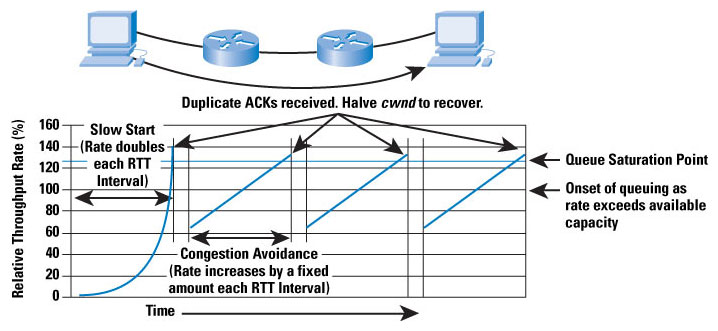 Duplicate ACKs received. Halve cwnd to recover.
Relative Throughput Rate (%)
160
140
120
100
80
60
40
20
0
Slow Start
(Rate doubles
each RTT
Interval)
Queue Saturation Point
Onset of queuing as
rate exceeds available
capacity
Congestion Avoidance
(Rate increases by a fixed
amount each RTT Interval)
Time